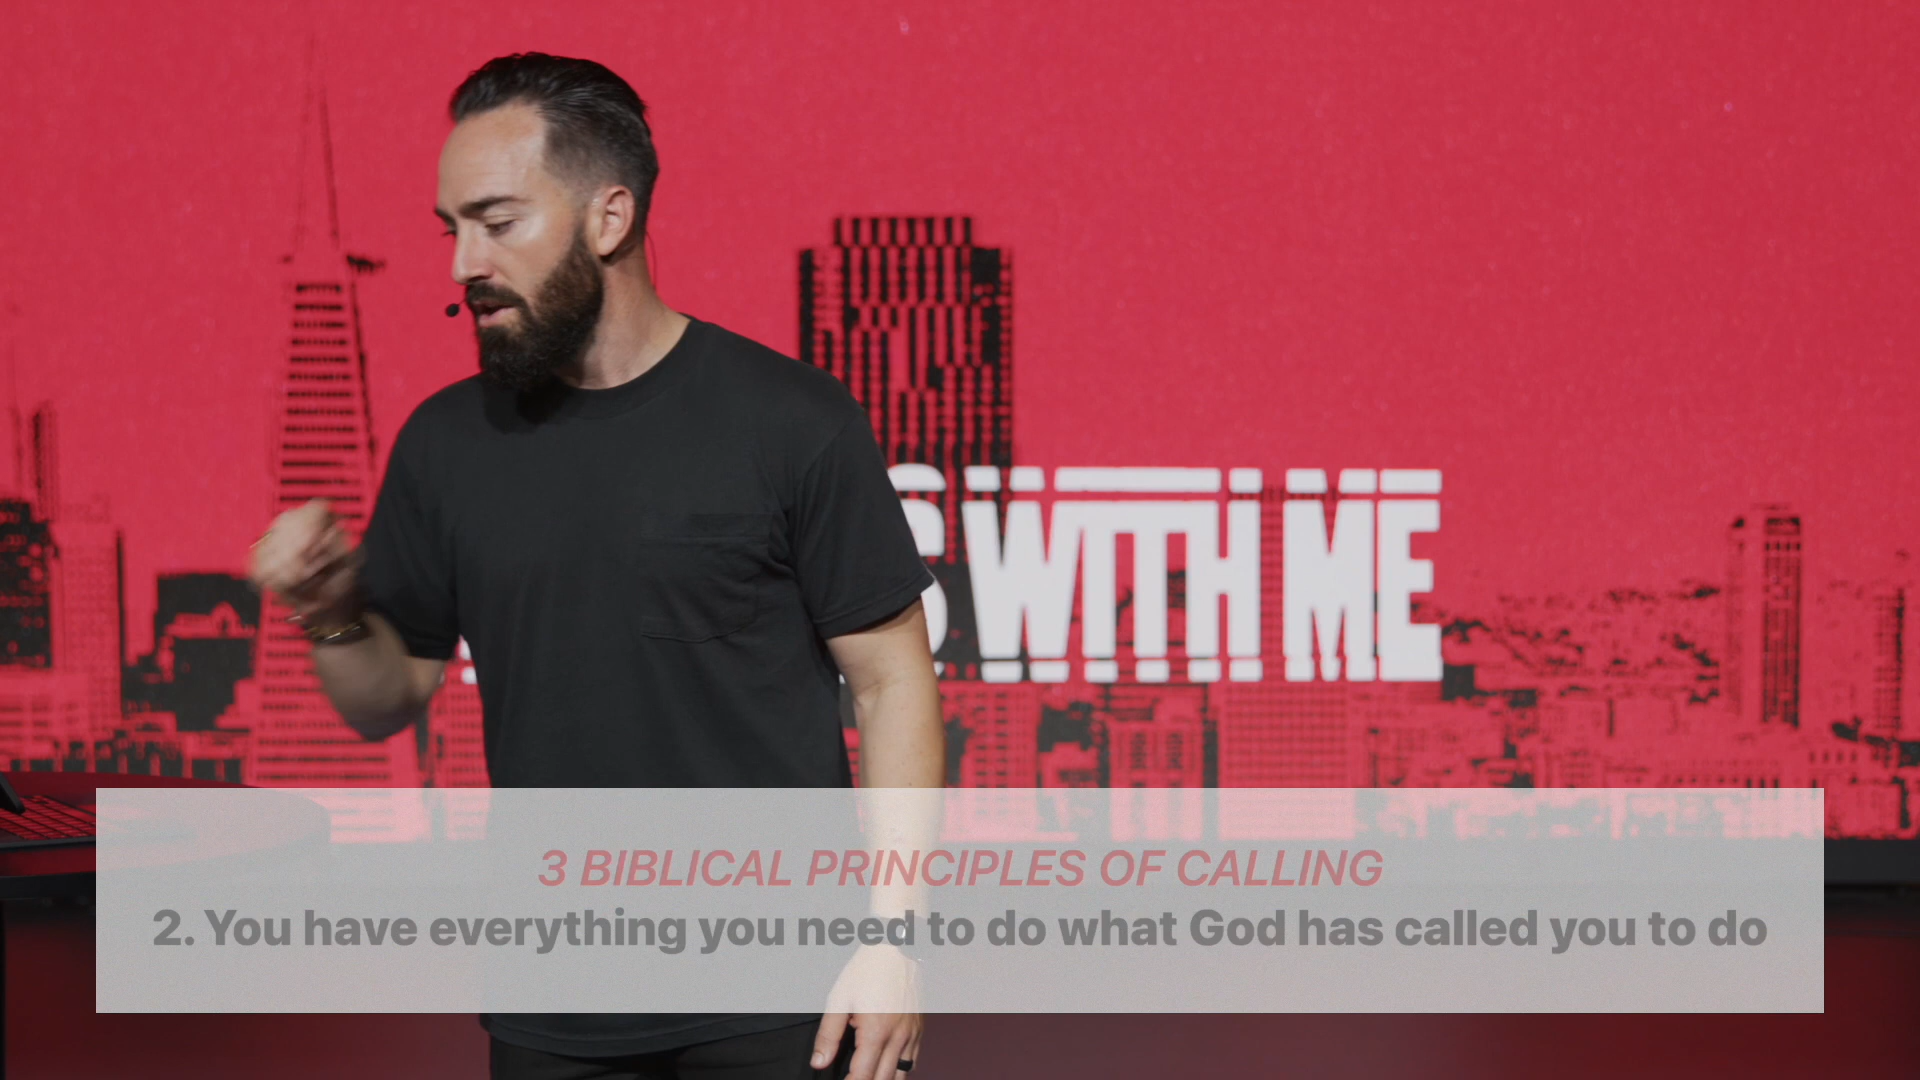 WITH ME
3 BIBLICAL PRINCIPLES OF CALLING
2. You have everything you need to do what God has called you to do